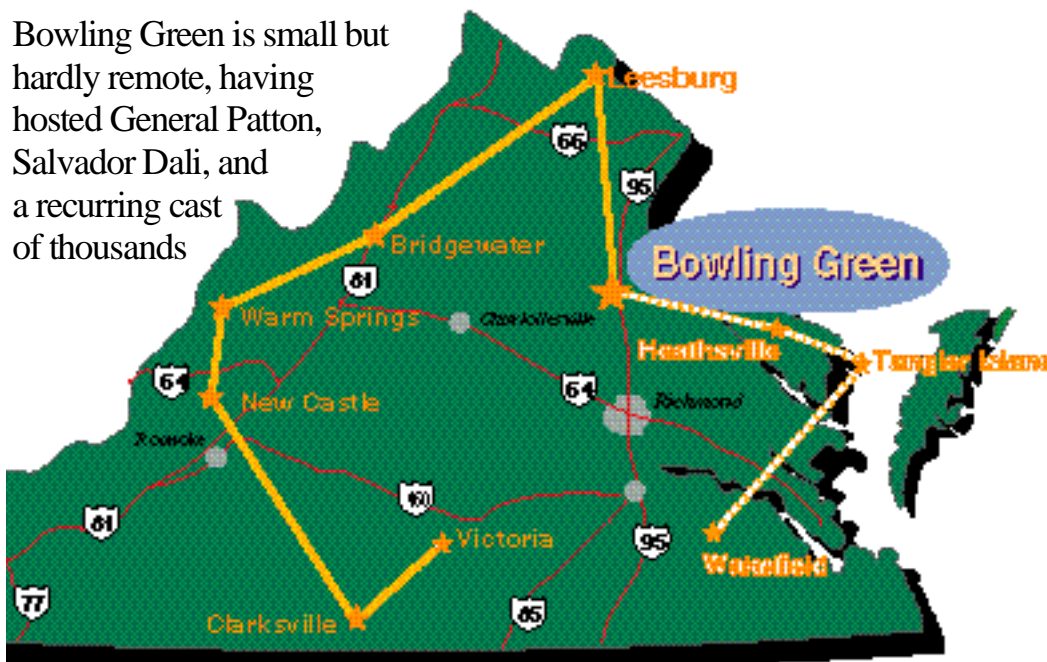 Bowling Green is small but
hardly remote, having
hosted General Patton,
Salvador Dali, and
a recurring cast
of thousands
Leesburg
66
95
Bridgewater
Bowling Green
81
Warm Springs
Charlottesville
Heathsville
Tangier Island
64
New Castle
64
Richmond
Roanoke
460
81
Victoria
95
Wakefield
77
85
Clarksville